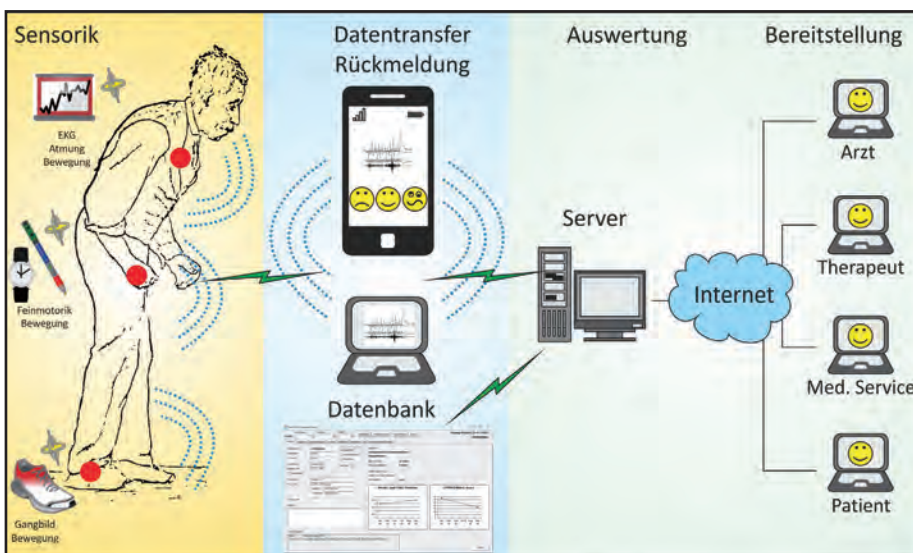 Sensorik
EKG
Atmung
Bewegung
Feinmotorik
Bewegung
Gangbild
Bewegung
Datentransfer
Rückmeldung
Datenbank
Auswertung
Server
Internet
Bereitstellung
Arzt
Therapeut
Med. Service
Patient